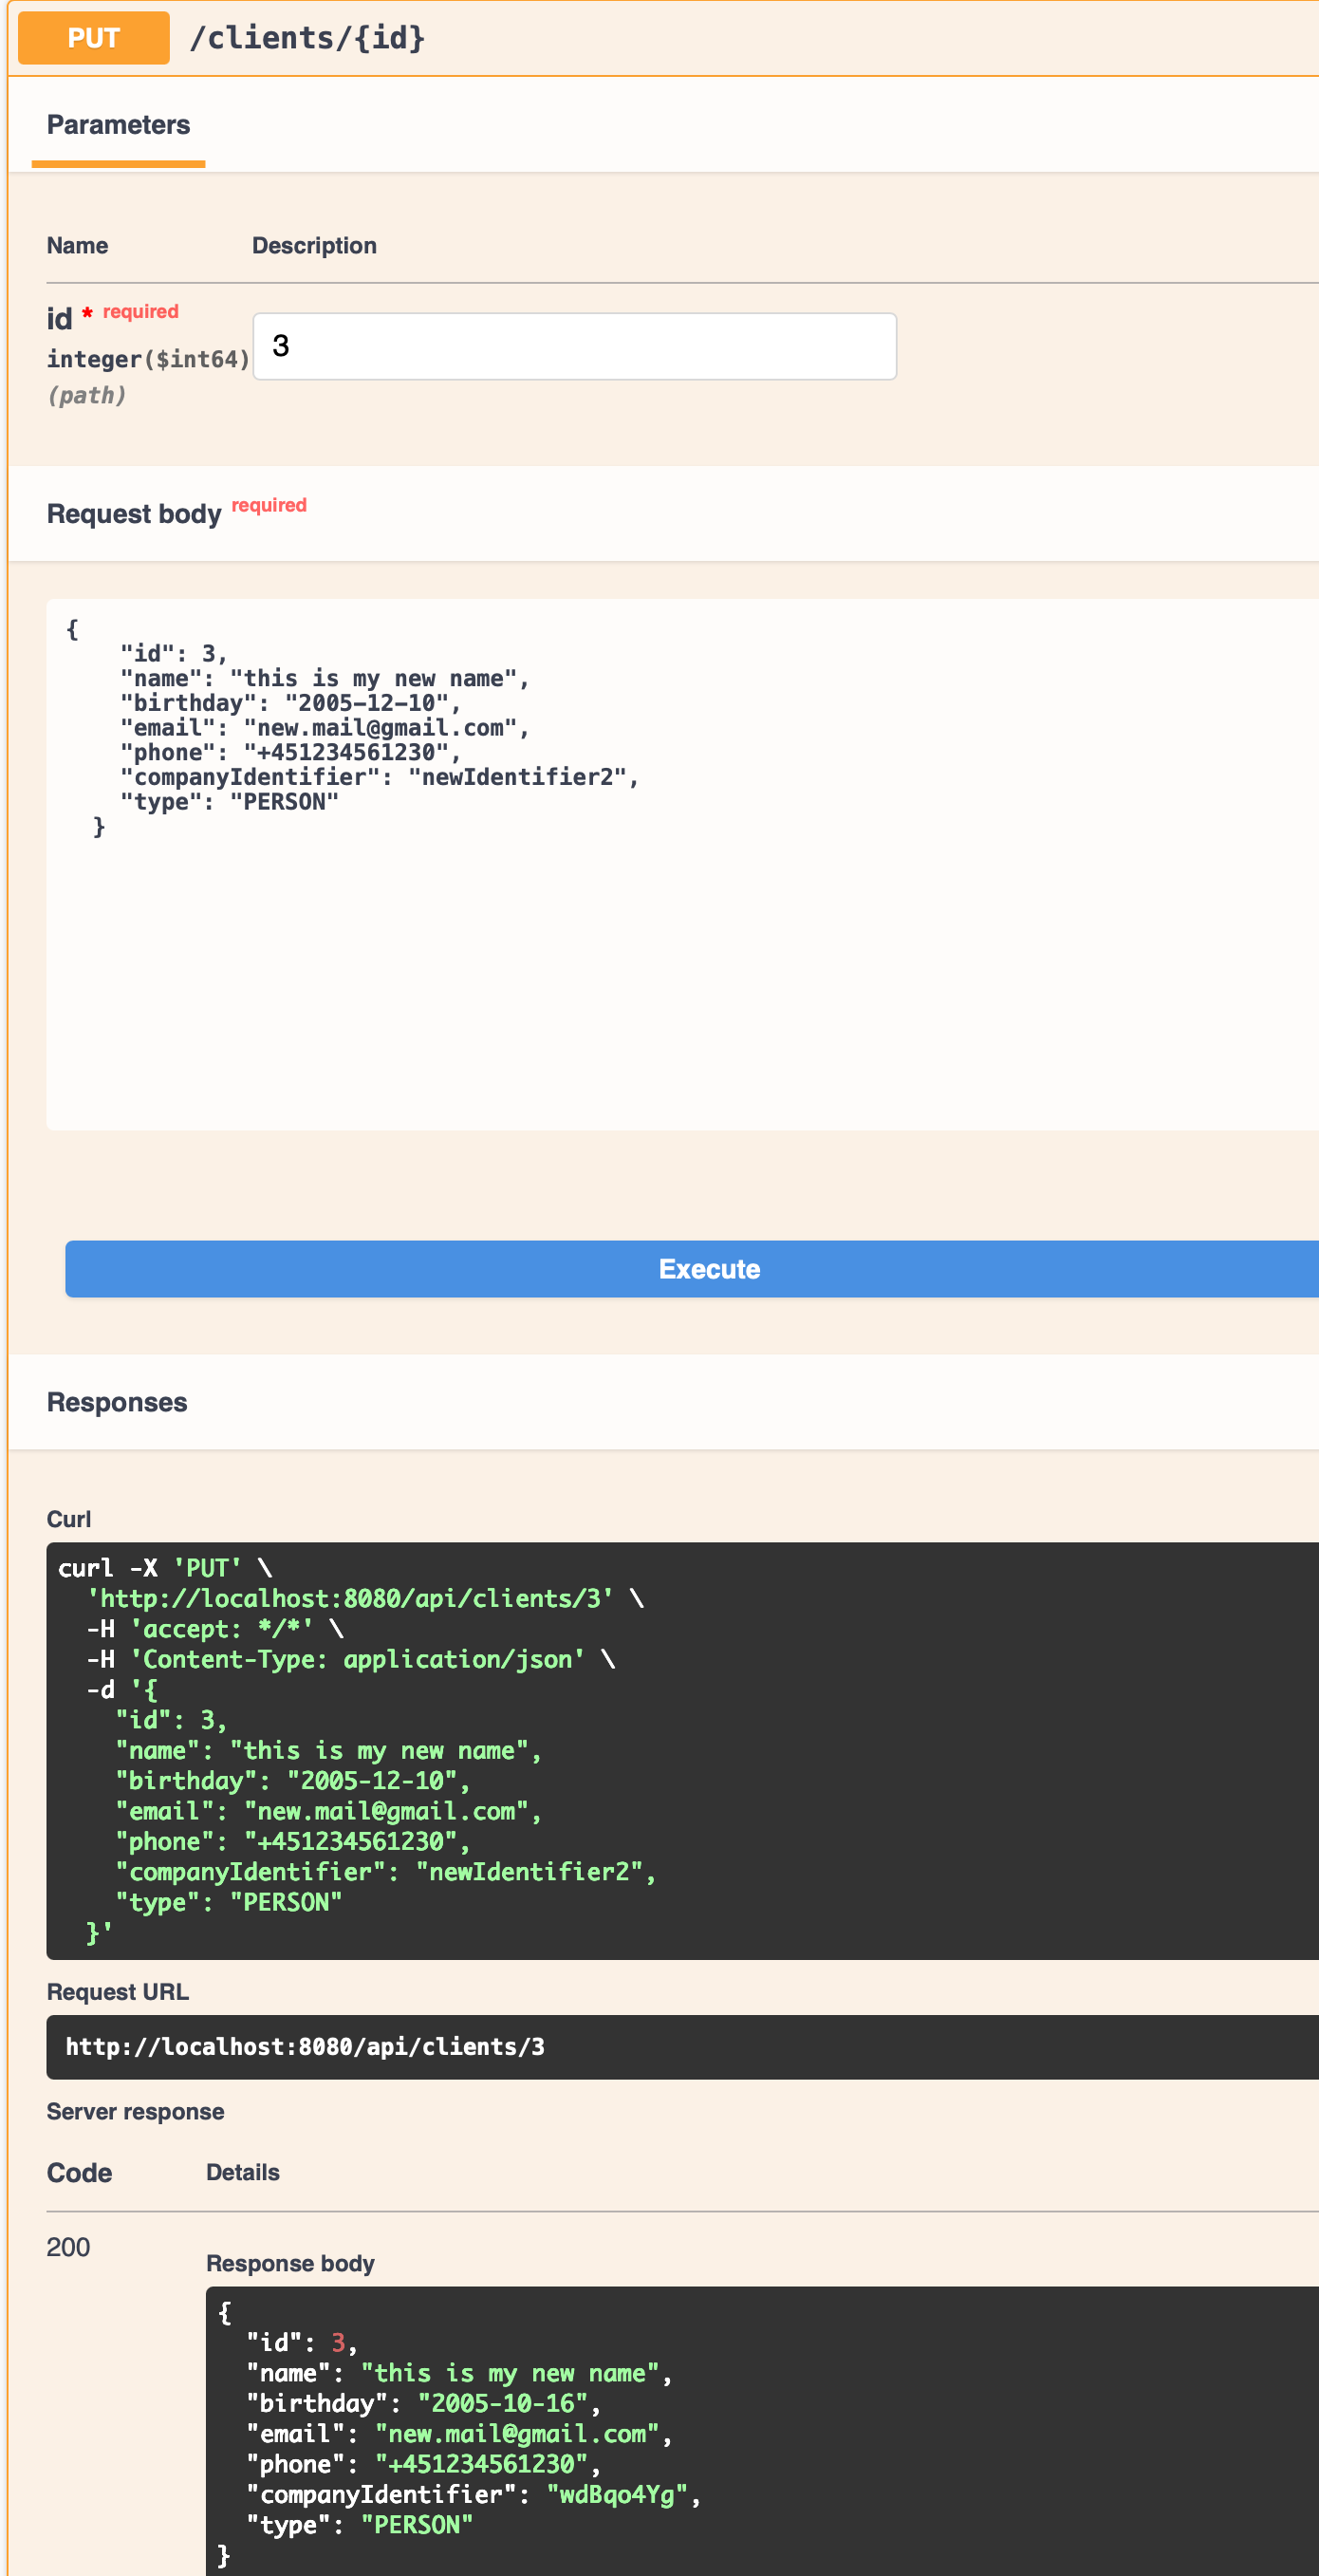 PUT /clients/{id}
Parameters
Name Description
id * required
integer($int64)
(path)
3
Request body required
{
    "id": 3,
    "name": "this is my new name",
    "birthday": "2005-12-10",
    "email": "new.mail@gmail.com",
    "phone": "+451234561230",
    "companyIdentifier": "newIdentifier2",
    "type": "PERSON"
  }
Execute
Responses
Curl
curl -X 'PUT' \
  'http://localhost:8080/api/clients/3' \
  -H 'accept: */*' \
  -H 'Content-Type: application/json' \
  -d '{
    "id": 3,
    "name": "this is my new name",
    "birthday": "2005-12-10",
    "email": "new.mail@gmail.com",
    "phone": "+451234561230",
    "companyIdentifier": "newIdentifier2",
    "type": "PERSON"
  }'
Request URL
http://localhost:8080/api/clients/3
Server response
Code Details
200
Response body
{
  "id": 3,
  "name": "this is my new name",
  "birthday": "2005-10-16",
  "email": "new.mail@gmail.com",
  "phone": "+451234561230",
  "companyIdentifier": "wdBqo4Yg",
  "type": "PERSON"
}